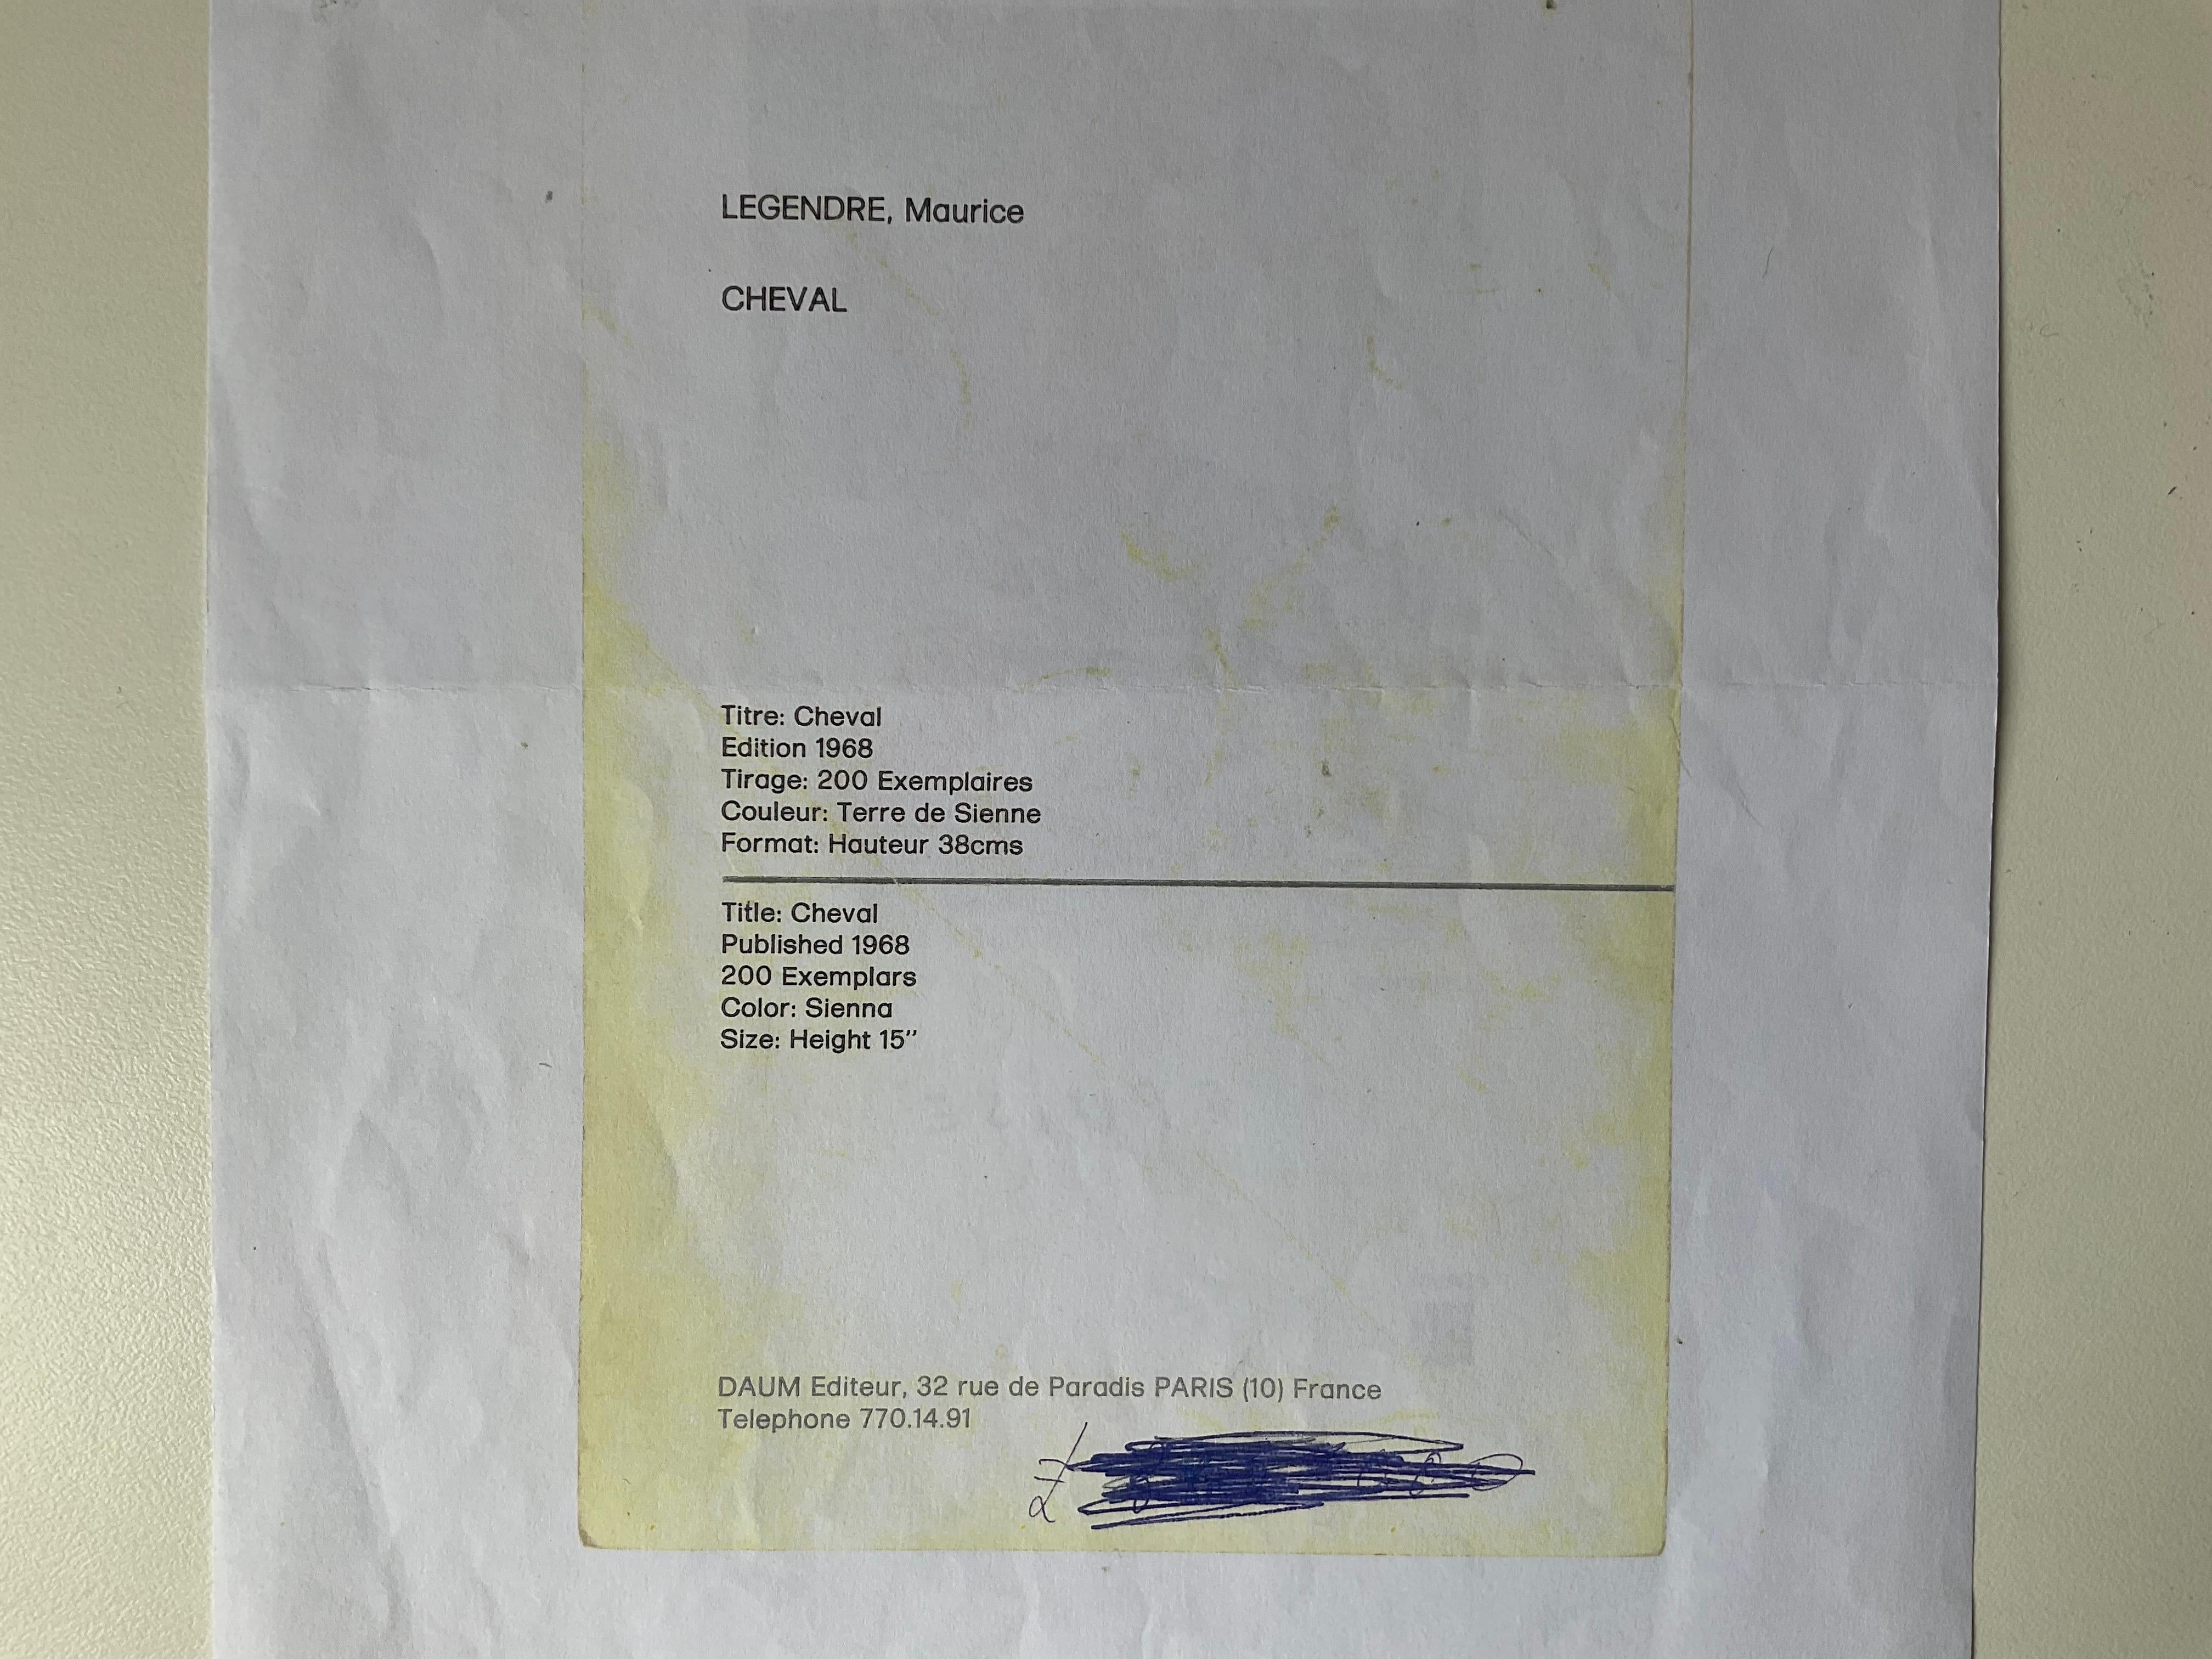 LEGENDRE, Maurice
CHEVAL
Titre: Cheval
Edition 1968
Tirage: 200 Exemplaires
Couleur: Terre de Sienne
Format: Hauteur 38cms
Title: Cheval
Published 1968
200 Exemplars
Color: Sienna
Size: Height 15”
DAUM Editeur, 32 rue de Paradis PARIS (10) France
Telephone 770.14.91